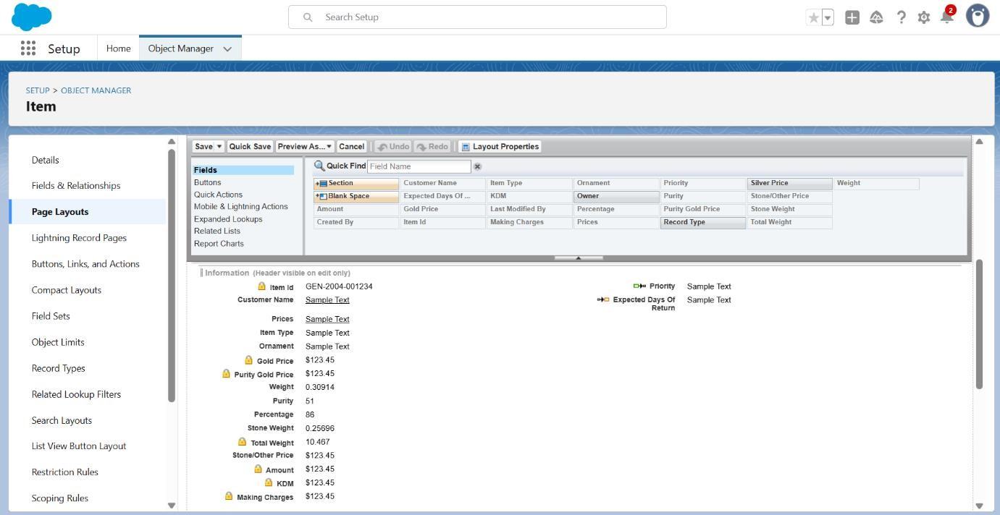 Search Setup
2
Setup
Home
Object Manager
SETUP > OBJECT MANAGER
Item
Details
Fields & Relationships
Page Layouts
Lightning Record Pages
Buttons, Links, and Actions
Compact Layouts
Field Sets
Object Limits
Record Types
Related Lookup Filters
Search Layouts
List View Button Layout
Restriction Rules
Scoping Rules
Save Quick Save Preview As... Cancel Undo Redo Layout Properties
Fields
Buttons
Quick Actions
Mobile & Lightning Actions
Expanded Lookups
Related Lists
Report Charts
Quick Find Field Name
Section Customer Name Item Type Ornament Priority Silver Price Weight
Blank Space Expected Days Of ... KDM Owner Purity Stone/Other Price
Amount Gold Price Last Modified By Percentage Purity Gold Price Stone Weight
Created By Item Id Making Charges Prices Record Type Total Weight
Information (Header visible on edit only)
Item Id GEN-2004-001234
Customer Name Sample Text
Prices Sample Text
Item Type Sample Text
Ornament Sample Text
Gold Price $123.45
Purity Gold Price $123.45
Weight 0.30914
Purity 51
Percentage 86
Stone Weight 0.25696
Total Weight 10.467
Stone/Other Price $123.45
Amount $123.45
KDM $123.45
Making Charges $123.45
Priority Sample Text
Expected Days Of Sample Text
Return